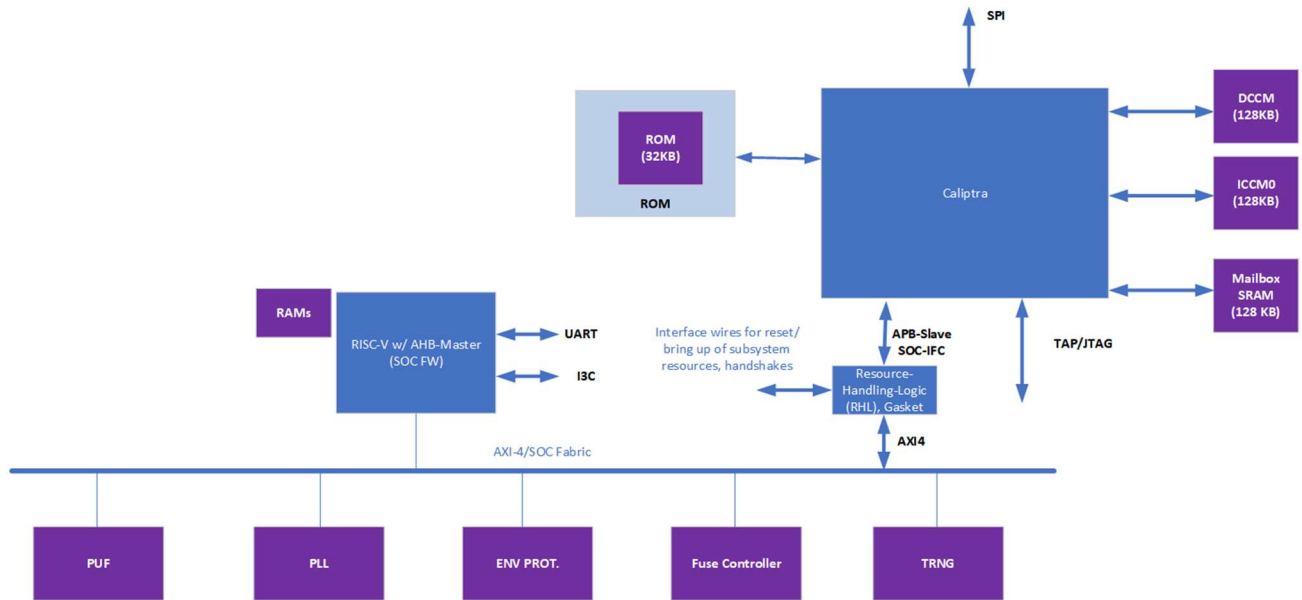 SPI
DCCM
(128KB)
ROM
(32KB)
ROM
Caliptra
ICCM0
(128KB)
Mailbox
SRAM
(128 KB)
RAMs
RISC-V w/ AHB-Master
(SOC FW)
UART
I3C
Interface wires for reset/
bring up of subsystem
resources, handshakes
APB-Slave
SOC-IFC
TAP/JTAG
Resource-
Handling-Logic
(RHL), Gasket
AXI4
AXI-4/SOC Fabric
PUF
PLL
ENV PROT.
Fuse Controller
TRNG